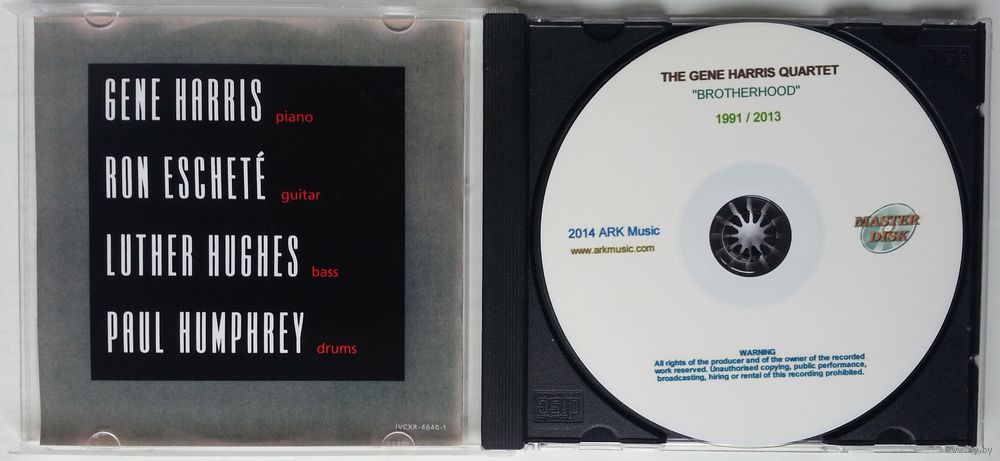 GENE HARRIS piano
RON ESCHETÉ guitar
LUTHER HUGHES bass
PAUL HUMPHREY drums
IVCXR-4640-1
THE GENE HARRIS QUARTET
"BROTHERHOOD"
1991 / 2013
2014 ARK Music
www.arkmusic.com
MASTER
DISK
WARNING
All rights of the producer and of the owner of the recorded
work reserved. Unauthorised copying, public performance,
broadcasting, hiring or rental of this recording prohibited.